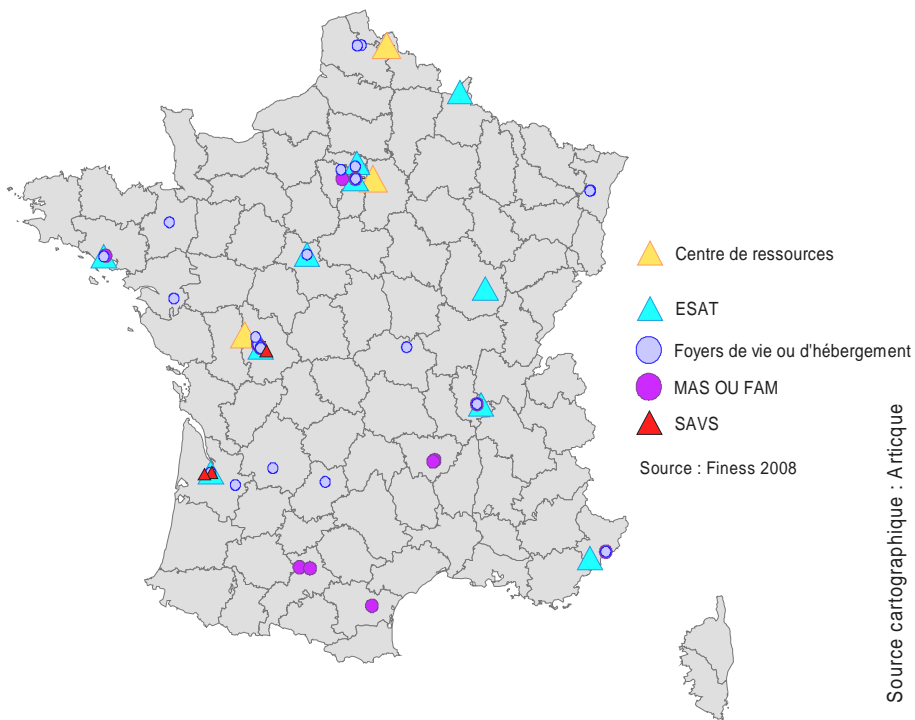 Centre de ressources
ESAT
Foyers de vie ou d'hébergement
MAS OU FAM
SAVS
Source : Finess 2008
Source cartographique : Articque